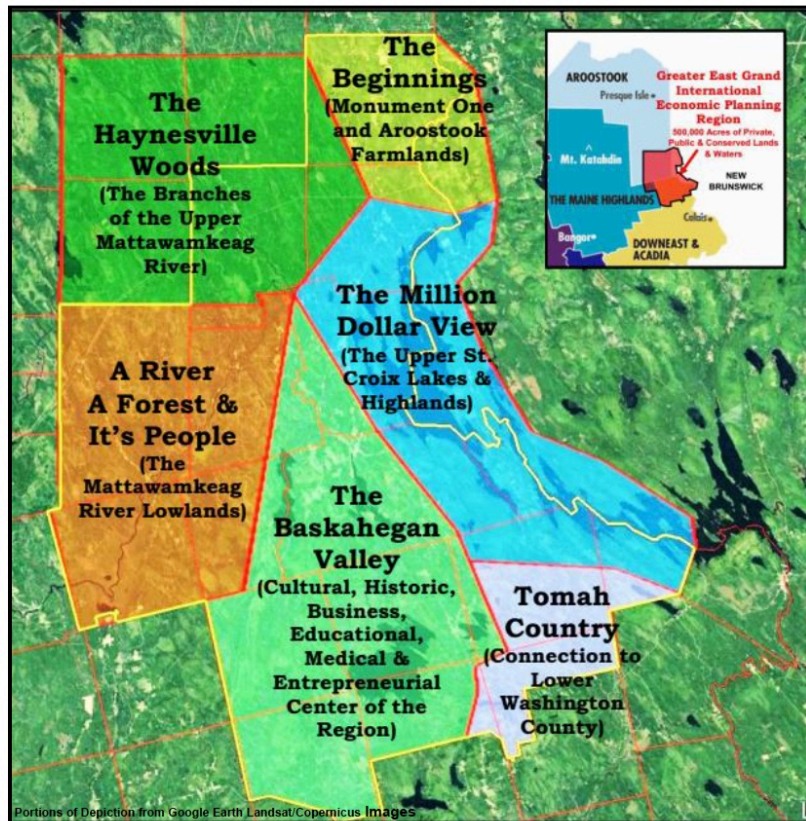 The
Beginnings
(Monument One
and Aroostook
Farmlands)
The
Haynesville
Woods
(The Branches
of the Upper
Mattawamkeag
River)
AROOSTOOK
Presque Isle
Greater East Grand
International
Economic Planning
Region
500,000 Acres of Private,
Public & Conserved Lands
& Waters
Mt. Katahdin
NEW
BRUNSWICK
THE MAINE HIGHLANDS
Calais
Bangor
DOWNEAST &
ACADIA
The Million
Dollar View
(The Upper St.
Croix Lakes &
Highlands)
A River
A Forest &
It's People
(The
Mattawamkeag
River Lowlands)
The
Baskahegan
Valley
(Cultural, Historic,
Business,
Educational,
Medical &
Entrepreneurial
Center of the
Region)
Tomah
Country
(Connection to
Lower
Washington
County)
Portions of Depiction from Google Earth Landsat/Copernicus Images